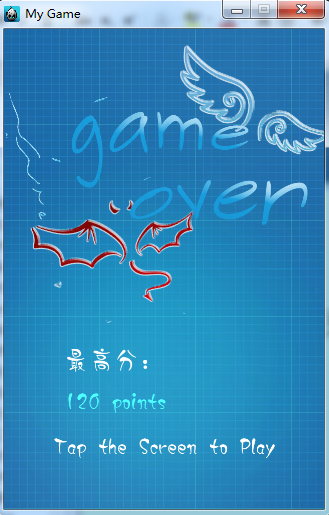 My Game
game
over
最高分：
120 points
Tap the Screen to Play